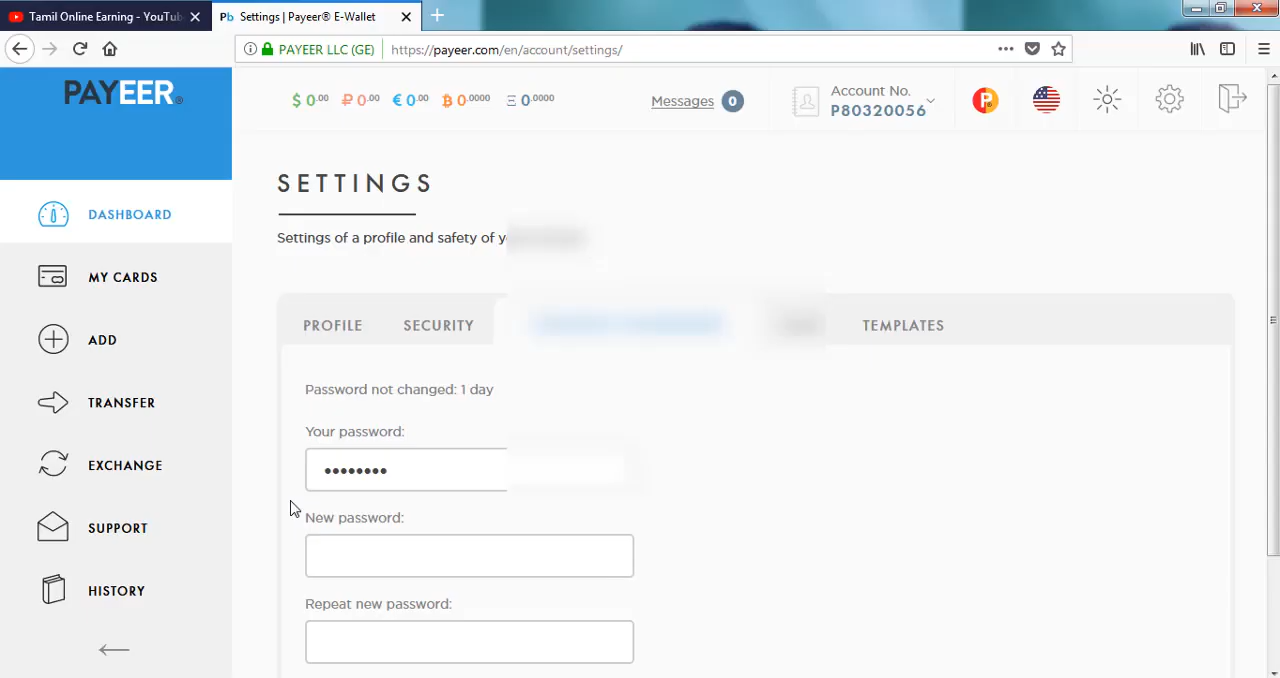 Tamil Online Earning - YouTub
Pb Settings | Payeer® E-Wallet
PAYEER LLC (GE) https://payeer.com/en/account/settings/
PAYEER®
$ 0.00 ₽ 0.00 € 0.00 0.0000 Ξ 0.0000
Messages 0
Account No.
P80320056
SETTINGS
Settings of a profile and safety of
DASHBOARD
MY CARDS
ADD
TRANSFER
EXCHANGE
SUPPORT
HISTORY
PROFILE SECURITY TEMPLATES
Password not changed: 1 day
Your password:
New password:
Repeat new password: